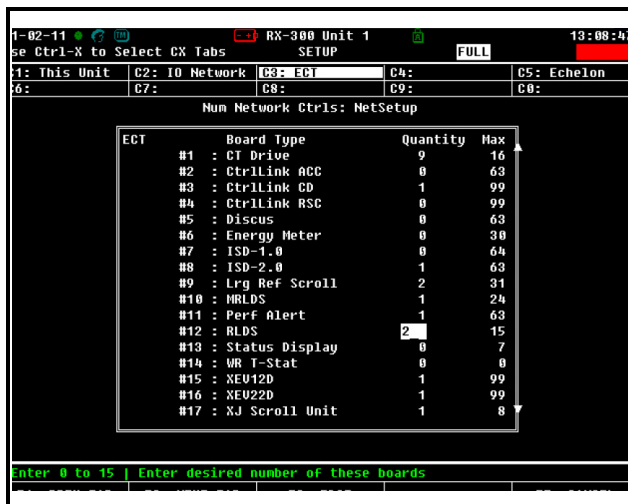 1-02-11 TM - + RX-300 Unit 1 13:08:47
se Ctrl-X to Select CX Tabs SETUP FULL
C1: This Unit C2: IO Network C3: ECT C4: C5: Echelon
C6: C7: C8: C9: C0:
Num Network Ctrls: NetSetup
ECT Board Type Quantity Max
#1 : CT Drive 9 16
#2 : CtrlLink ACC 0 63
#3 : CtrlLink CD 1 99
#4 : CtrlLink RSC 0 99
#5 : Discus 0 63
#6 : Energy Meter 0 30
#7 : ISD-1.0 0 64
#8 : ISD-2.0 1 63
#9 : Lrg Ref Scroll 2 31
#10 : MRLDS 1 24
#11 : Perf Alert 1 63
#12 : RLDS 2 15
#13 : Status Display 0 7
#14 : WR T-Stat 0 0
#15 : XEV12D 1 99
#16 : XEV22D 1 99
#17 : XJ Scroll Unit 1 8
Enter 0 to 15 | Enter desired number of these boards